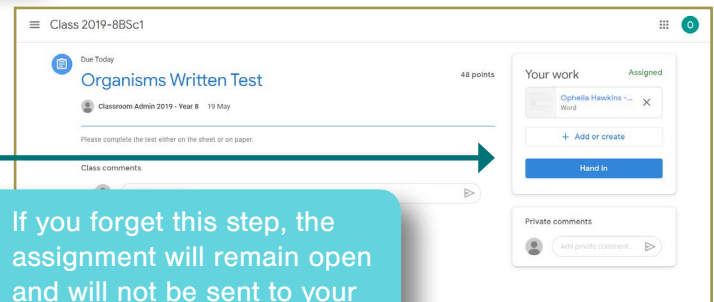 Class 2019-8BSc1
O
Due Today
Organisms Written Test
48 points
Classroom Admin 2019 - Year 8 19 May
Please complete the test either on the sheet or on paper.
Class comments
Your work
Assigned
Ophelia Hawkins -...
Word
+ Add or create
Hand In
Private comments
Add private comment...
If you forget this step, the
assignment will remain open
and will not be sent to your